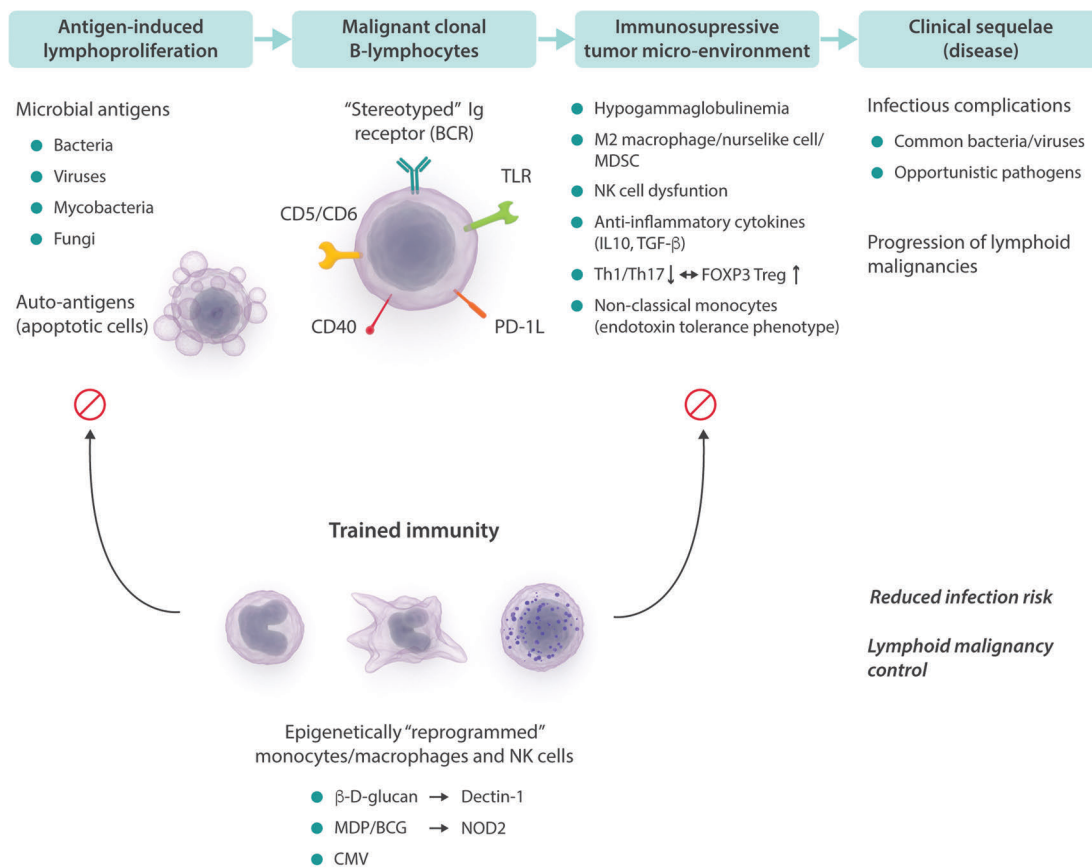 Antigen-induced
lymphoproliferation
Malignant clonal
B-lymphocytes
Immunosupressive
tumor micro-environment
Clinical sequelae
(disease)
Microbial antigens
Bacteria
Viruses
Mycobacteria
Fungi
Auto-antigens
(apoptotic cells)
“Stereotyped” Ig
receptor (BCR)
TLR
CD5/CD6
CD40
PD-1L
Hypogammaglobulinemia
M2 macrophage/nurselike cell/
MDSC
NK cell dysfuntion
Anti-inflammatory cytokines
(IL10, TGF-β)
Th1/Th17 ↓ ↔ FOXP3 Treg ↑
Non-classical monocytes
(endotoxin tolerance phenotype)
Infectious complications
Common bacteria/viruses
Opportunistic pathogens
Progression of lymphoid
malignancies
Trained immunity
Epigenetically “reprogrammed”
monocytes/macrophages and NK cells
β-D-glucan → Dectin-1
MDP/BCG → NOD2
CMV
Reduced infection risk
Lymphoid malignancy
control